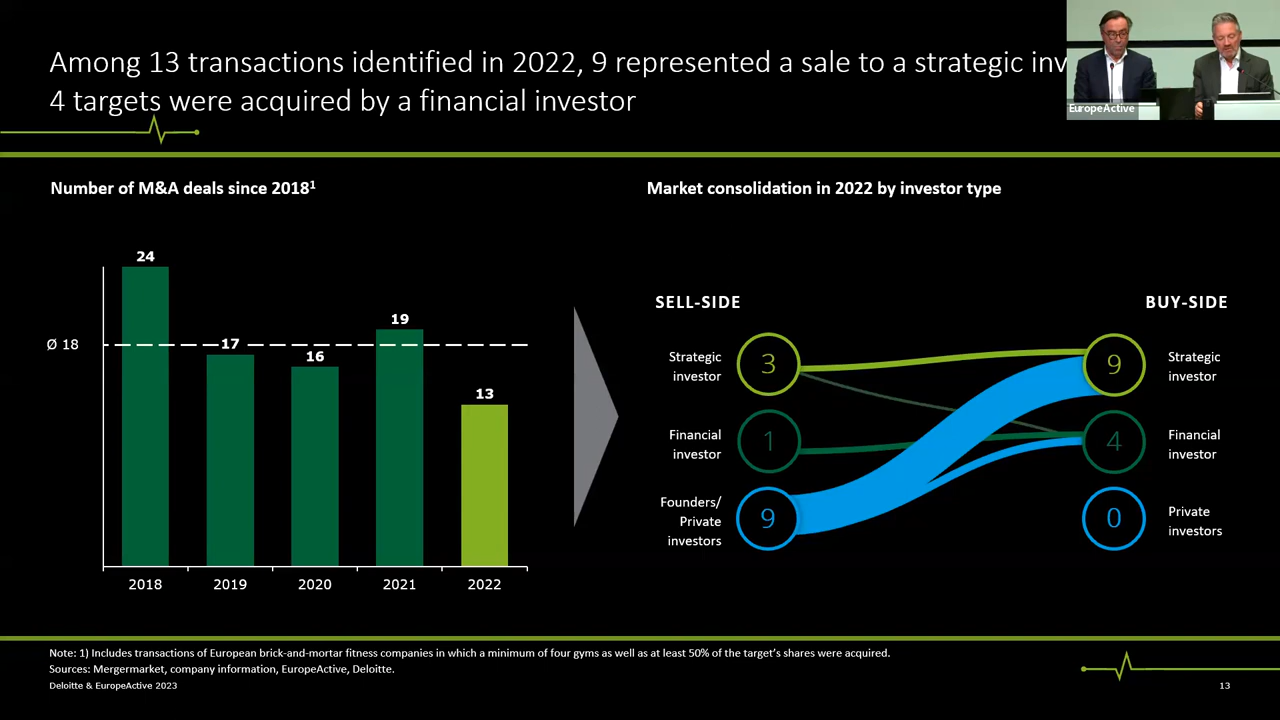 Among 13 transactions identified in 2022, 9 represented a sale to a strategic
4 targets were acquired by a financial investor
EuropeActive
Number of M&A deals since 2018¹
Market consolidation in 2022 by investor type
24
17
16
19
13
Ø 18
2018
2019
2020
2021
2022
SELL-SIDE
BUY-SIDE
Strategic
investor
3
9
Strategic
investor
Financial
investor
1
4
Financial
investor
Founders/
Private
investors
9
0
Private
investors
Note: 1) Includes transactions of European brick-and-mortar fitness companies in which a minimum of four gyms as well as at least 50% of the target's shares were acquired.
Sources: Mergermarket, company information, EuropeActive, Deloitte.
Deloitte & EuropeActive 2023
13